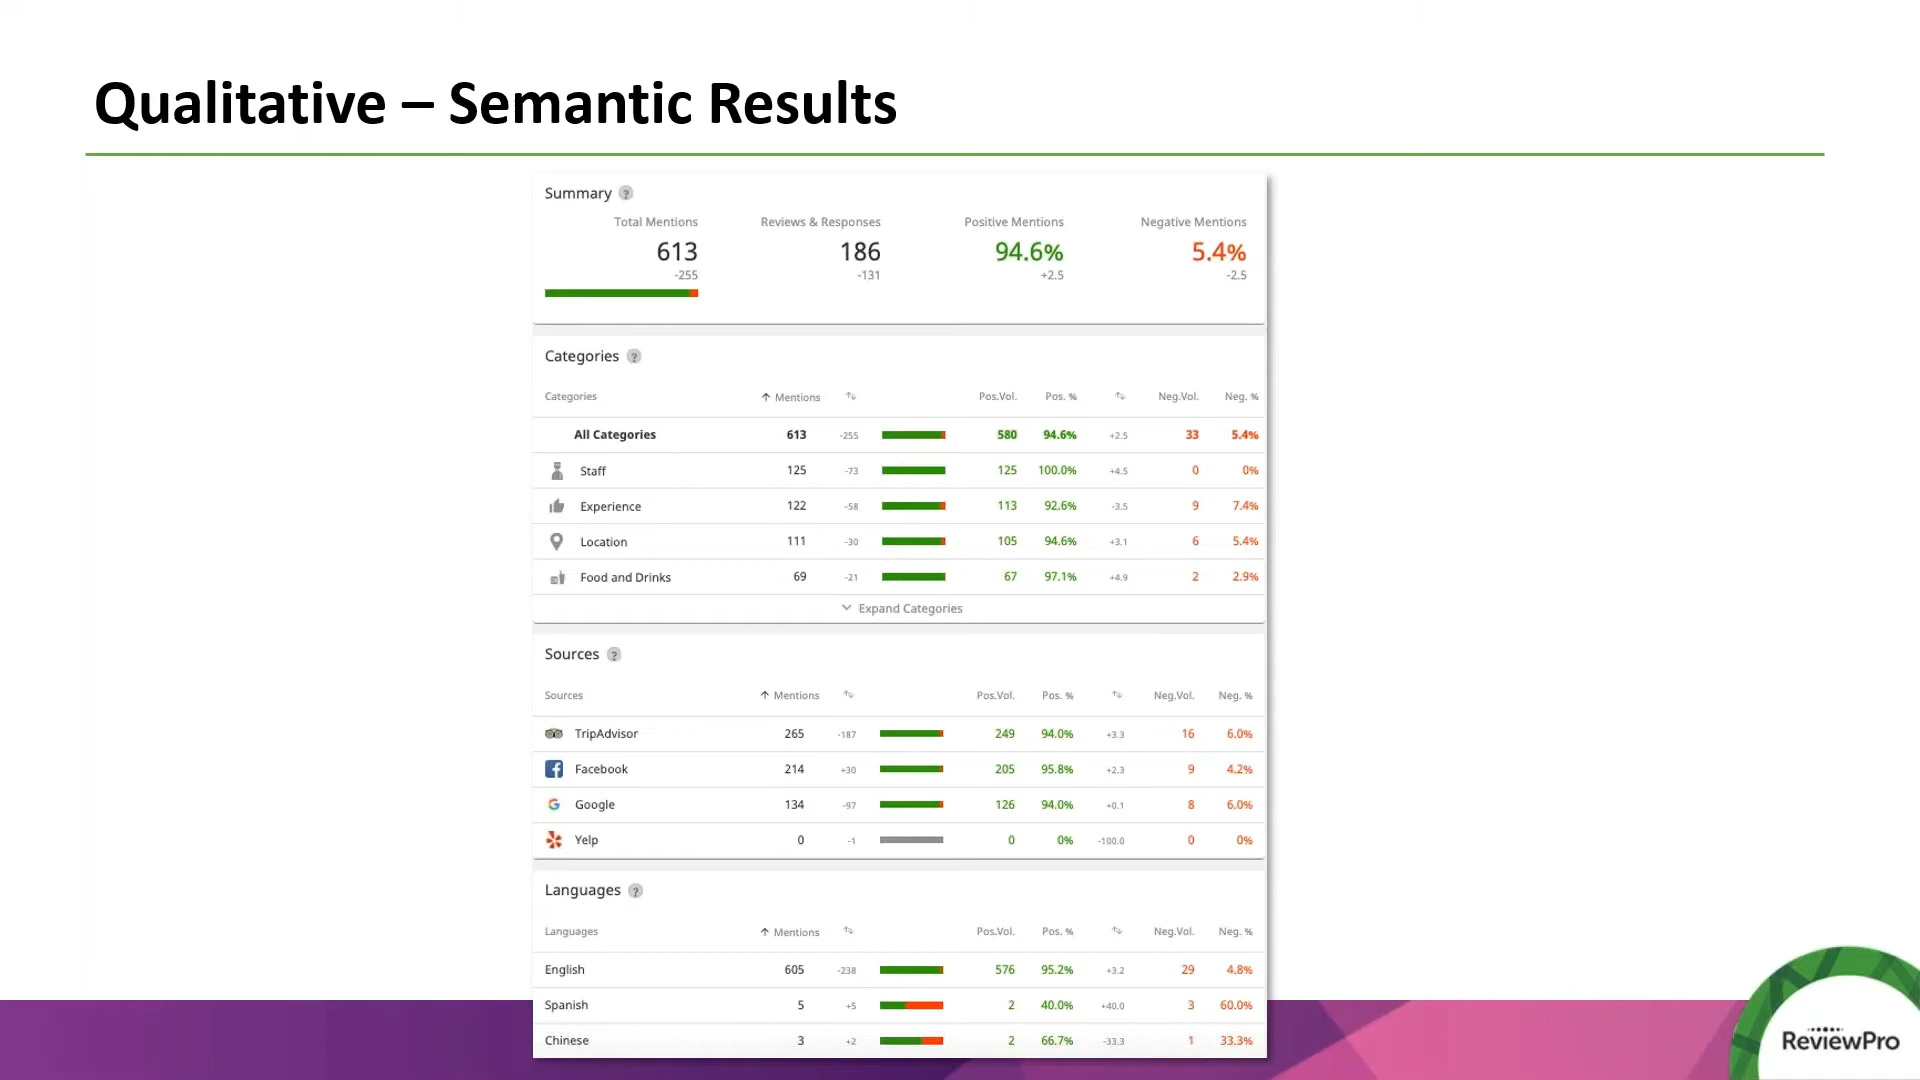 Qualitative – Semantic Results
Summary ?
Total Mentions Reviews & Responses Positive Mentions Negative Mentions
613 186 94.6% 5.4%
-255 -131 +2.5 -2.5
Categories ?
Categories Mentions Pos.Vol. Pos. % Neg.Vol. Neg. %
All Categories 613 -255 580 94.6% +2.5 33 5.4%
Staff 125 -73 125 100.0% +4.5 0 0%
Experience 122 -58 113 92.6% -3.5 9 7.4%
Location 111 -30 105 94.6% +3.1 6 5.4%
Food and Drinks 69 -21 67 97.1% +4.9 2 2.9%
Expand Categories
Sources ?
Sources Mentions Pos.Vol. Pos. % Neg.Vol. Neg. %
TripAdvisor 265 -187 249 94.0% +3.3 16 6.0%
Facebook 214 +30 205 95.8% +2.3 9 4.2%
Google 134 -97 126 94.0% +0.1 8 6.0%
Yelp 0 -1 0 0% -100.0 0 0%
Languages ?
Languages Mentions Pos.Vol. Pos. % Neg.Vol. Neg. %
English 605 -238 576 95.2% +3.2 29 4.8%
Spanish 5 +5 2 40.0% +40.0 3 60.0%
Chinese 3 +2 2 66.7% -33.3 1 33.3%
ReviewPro